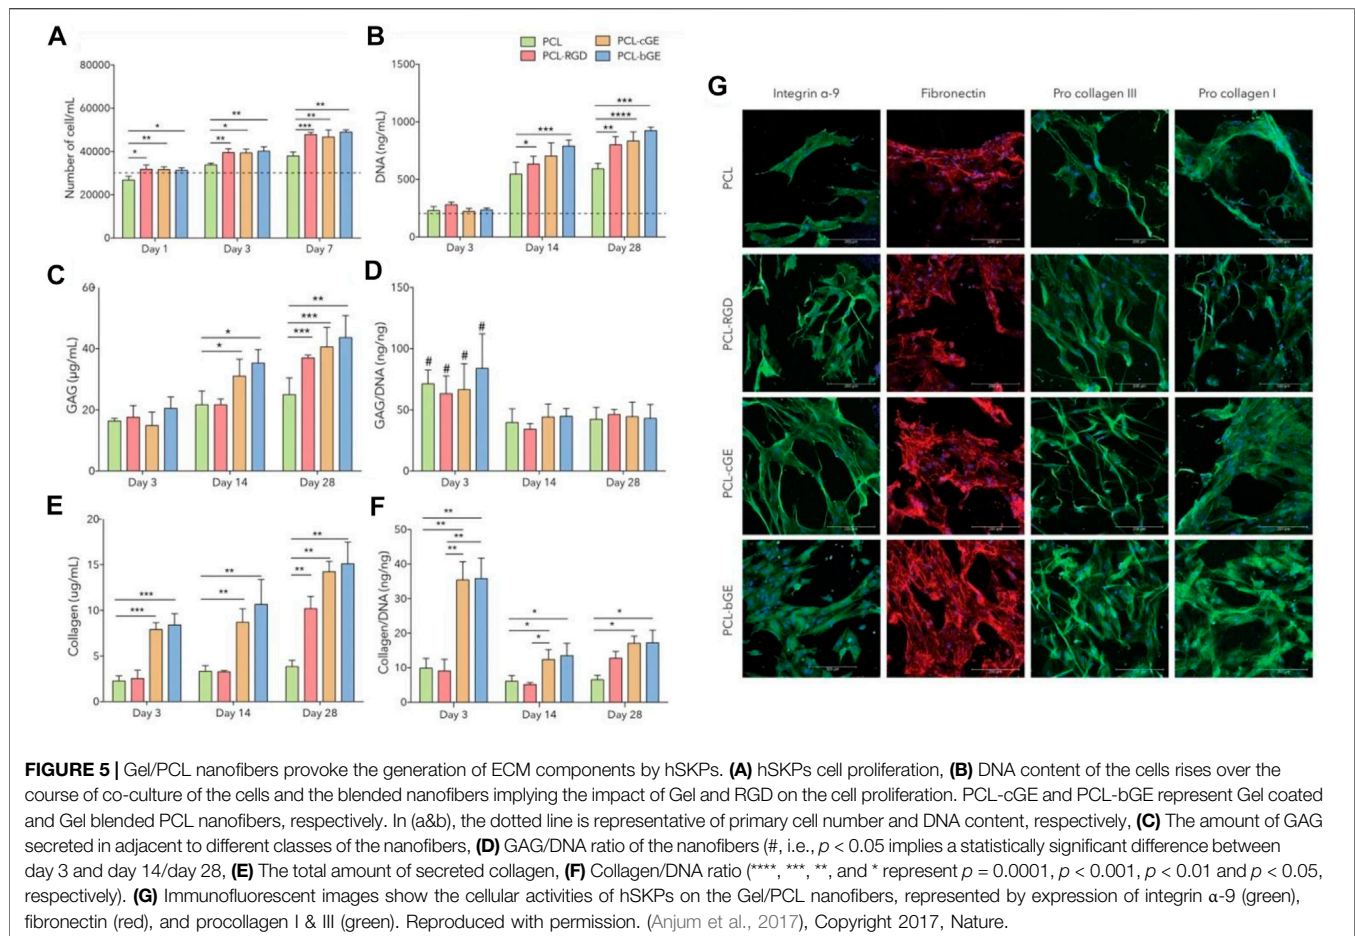 A
Number of cell/mL
80000
60000
40000
20000
0
* ** *
** * **
*** ** **
Day 1 Day 3 Day 7
B
PCL PCL-cGE
PCL-RGD PCL-bGE
DNA (ng/mL)
1500
1000
500
0
* ***
** **** ***
Day 3 Day 14 Day 28
C
GAG (µg/mL)
60
40
20
0
* *
*** *** **
Day 3 Day 14 Day 28
D
GAG/DNA (ng/ng)
150
100
50
0
# # # #
Day 3 Day 14 Day 28
E
Collagen (ug/mL)
20
15
10
5
0
*** ***
** **
** ** **
Day 3 Day 14 Day 28
F
Collagen/DNA (ng/ng)
50
40
30
20
10
0
** ** ** **
* * *
* *
Day 3 Day 14 Day 28
G
Integrin α-9 Fibronectin Pro collagen III Pro collagen I
PCL
PCL-RGD
PCL-cGE
PCL-bGE
FIGURE 5 | Gel/PCL nanofibers provoke the generation of ECM components by hSKPs. (A) hSKPs cell proliferation, (B) DNA content of the cells rises over the
course of co-culture of the cells and the blended nanofibers implying the impact of Gel and RGD on the cell proliferation. PCL-cGE and PCL-bGE represent Gel coated
and Gel blended PCL nanofibers, respectively. In (a&b), the dotted line is representative of primary cell number and DNA content, respectively, (C) The amount of GAG
secreted in adjacent to different classes of the nanofibers, (D) GAG/DNA ratio of the nanofibers (#, i.e., p < 0.05 implies a statistically significant difference between
day 3 and day 14/day 28, (E) The total amount of secreted collagen, (F) Collagen/DNA ratio (****, ***, **, and * represent p = 0.0001, p < 0.001, p < 0.01 and p < 0.05,
respectively). (G) Immunofluorescent images show the cellular activities of hSKPs on the Gel/PCL nanofibers, represented by expression of integrin α-9 (green),
fibronectin (red), and procollagen I & III (green). Reproduced with permission. (Anjum et al., 2017), Copyright 2017, Nature.